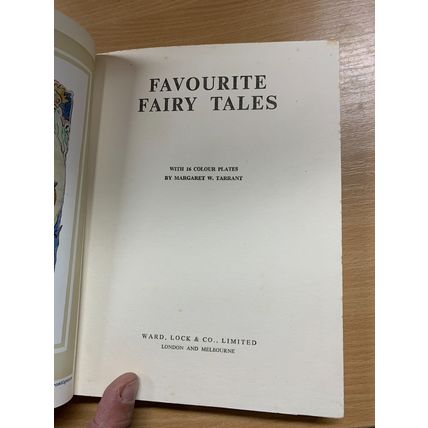 FAVOURITE
FAIRY TALES
WITH 16 COLOUR PLATES
BY MARGARET W. TARRANT
WARD, LOCK & CO., LIMITED
LONDON AND MELBOURNE